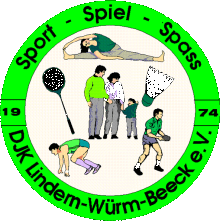 Sport - Spiel - Spass
19 74
DJK Lindern-Würm-Beeck e.V.